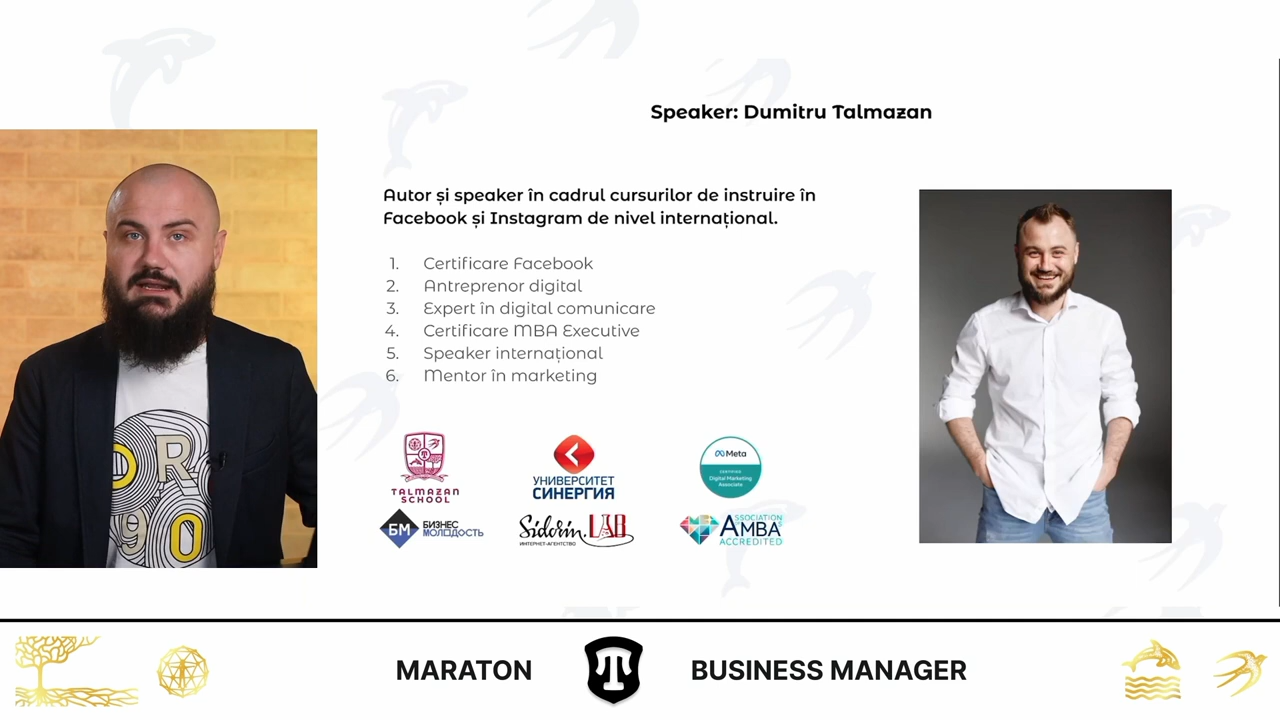 Speaker: Dumitru Talmazan
Autor și speaker în cadrul cursurilor de instruire în
Facebook și Instagram de nivel internațional.
1. Certificare Facebook
2. Antreprenor digital
3. Expert în digital comunicare
4. Certificare MBA Executive
5. Speaker internațional
6. Mentor în marketing
OR
90
TALMAZAN
SCHOOL
УНИВЕРСИТЕТ
СИНЕРГИЯ
Meta
CERTIFIED
Digital Marketing
Associate
БМ БИЗНЕС
МОЛОДОСТЬ
Sidorin.LAB
ИНТЕРНЕТ-АГЕНТСТВО
ASSOCIATION
AMBA'S
ACCREDITED
MARATON BUSINESS MANAGER